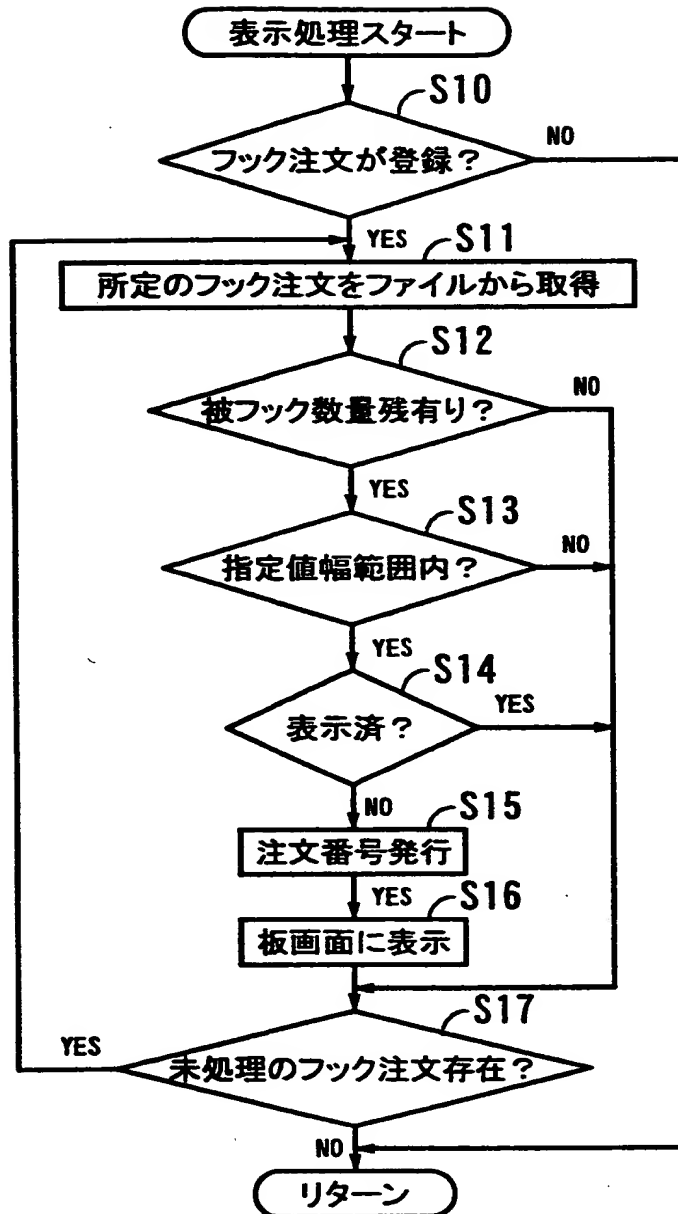 表示処理スタート
S10
フック注文が登録?
NO
YES
S11
所定のフック注文をファイルから取得
S12
被フック数量残有り?
NO
YES
S13
指定値幅範囲内?
NO
YES
S14
表示済?
YES
NO
S15
注文番号発行
YES
S16
板画面に表示
S17
YES
未処理のフック注文存在?
NO
リターン